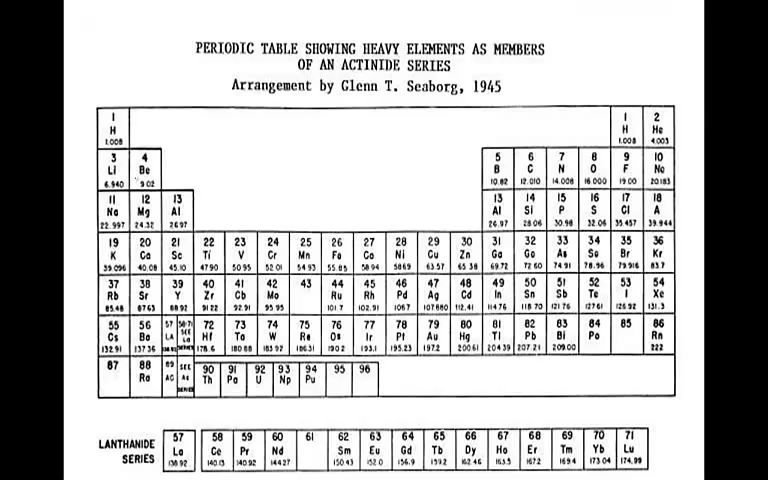 PERIODIC TABLE SHOWING HEAVY ELEMENTS AS MEMBERS
OF AN ACTINIDE SERIES
Arrangement by Glenn T. Seaborg, 1945
1 1 2
H H He
1.008 1.008 4.003
3 4 5 6 7 8 9 10
Li Be B C N O F Ne
6.940 9.02 10.82 12.010 14.008 16.000 19.00 20.183
11 12 13 13 14 15 16 17 18
Na Mg Al Al Si P S Cl A
22.997 24.32 26.97 26.97 28.06 30.98 32.06 35.457 39.944
19 20 21 22 23 24 25 26 27 28 29 30 31 32 33 34 35 36
K Ca Sc Ti V Cr Mn Fe Co Ni Cu Zn Ga Ge As Se Br Kr
39.096 40.08 45.10 47.90 50.95 52.01 54.93 55.85 58.94 58.69 63.57 65.38 69.72 72.60 74.91 78.96 79.916 83.7
37 38 39 40 41 42 43 44 45 46 47 48 49 50 51 52 53 54
Rb Sr Y Zr Cb Mo Ru Rh Pd Ag Cd In Sn Sb Te I Xe
85.48 87.63 88.92 91.22 92.91 95.95 101.7 102.91 106.7 107.880 112.41 114.76 118.70 121.76 127.61 126.92 131.3
55 56 57 58-71 72 73 74 75 76 77 78 79 80 81 82 83 84 85 86
Cs Ba LA SEE La SERIES Hf Ta W Re Os Ir Pt Au Hg Tl Pb Bi Po Rn
132.91 137.36 138.92 178.6 180.88 183.92 186.31 190.2 193.1 195.23 197.2 200.61 204.39 207.21 209.00 222
87 88 89 SEE 90 91 92 93 94 95 96
Ra AC Ac SERIES Th Pa U Np Pu
LANTHANIDE SERIES
57 58 59 60 61 62 63 64 65 66 67 68 69 70 71
La Ce Pr Nd Sm Eu Gd Tb Dy Ho Er Tm Yb Lu
138.92 140.13 140.92 144.27 150.43 152.0 156.9 159.2 162.46 163.5 167.2 169.4 173.04 174.99